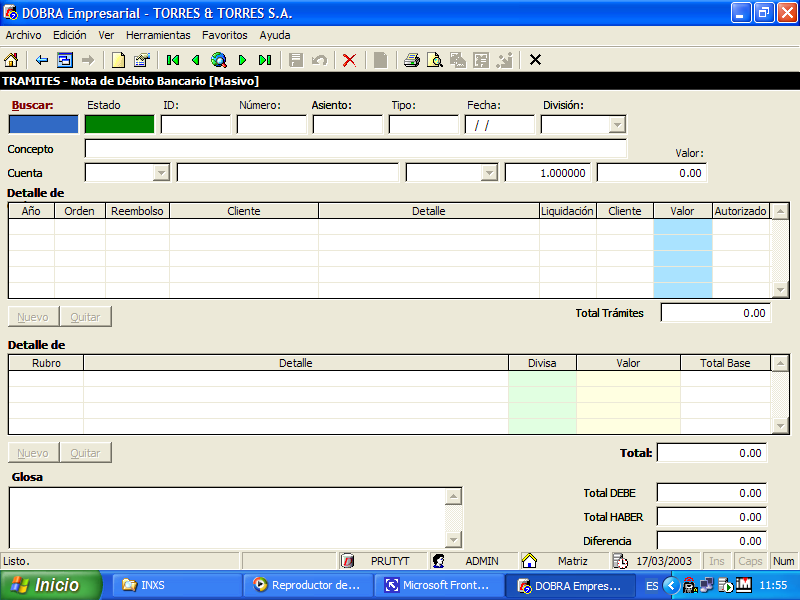 DOBRA Empresarial - TORRES & TORRES S.A.
Archivo Edición Ver Herramientas Favoritos Ayuda
TRAMITES - Nota de Débito Bancario [Masivo]
Buscar: Estado ID: Número: Asiento: Tipo: Fecha: División:
/ /
Concepto
Valor:
Cuenta 1.000000 0.00
Detalle de
Año Orden Reembolso Cliente Detalle Liquidación Cliente Valor Autorizado
Nuevo Quitar Total Trámites 0.00
Detalle de
Rubro Detalle Divisa Valor Total Base
Nuevo Quitar Total: 0.00
Glosa
Total DEBE 0.00
Total HABER 0.00
Diferencia 0.00
Listo. PRUTYT ADMIN Matriz 17/03/2003 Ins Caps Num
Inicio INXS Reproductor de... Microsoft Front... DOBRA Empres... ES 11:55